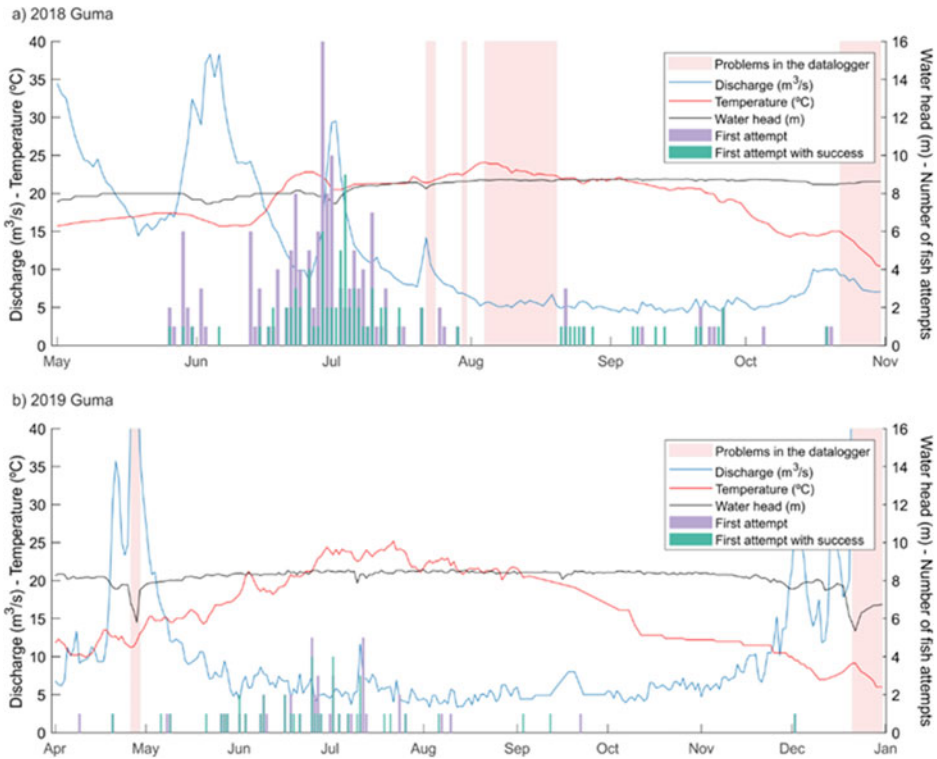 a) 2018 Guma
40
35
30
25
20
15
10
5
0
Discharge (m³/s) - Temperature (ºC)
16
14
12
10
8
6
4
2
0
Water head (m) - Number of fish attempts
Problems in the datalogger
Discharge (m³/s)
Temperature (ºC)
Water head (m)
First attempt
First attempt with success
May Jun Jul Aug Oct Nov
b) 2019 Guma
40
35
30
25
20
15
10
5
0
Discharge (m³/s) - Temperature (ºC)
16
14
12
10
8
6
4
2
0
Water head (m) - Number of fish attempts
Problems in the datalogger
Discharge (m³/s)
Temperature (ºC)
Water head (m)
First attempt
First attempt with success
Apr May Jun Jul Aug Sep Oct Nov Dec Jan